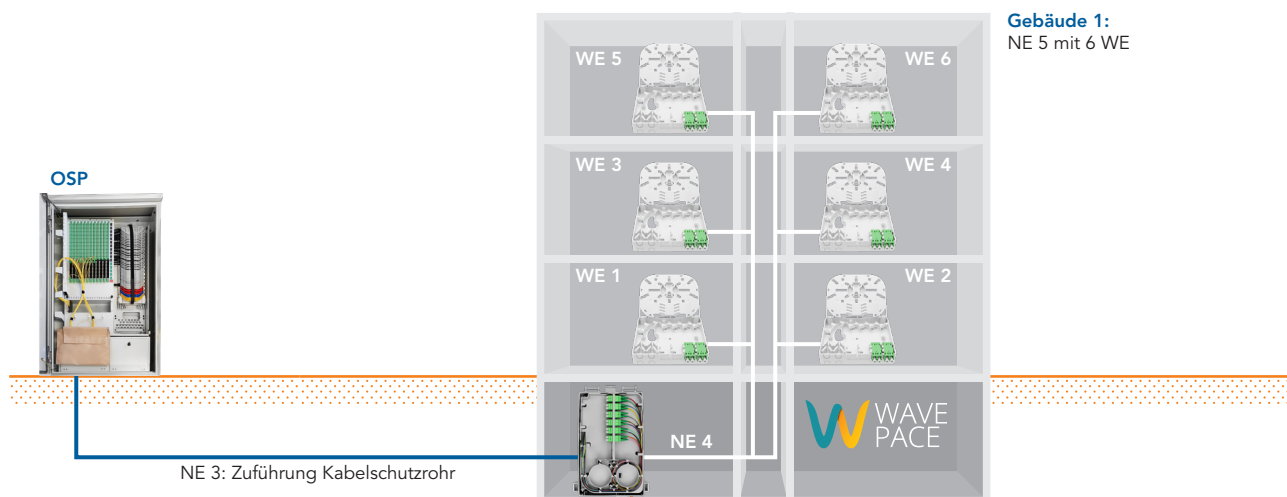 Gebäude 1:
NE 5 mit 6 WE
WE 5
WE 6
OSP
WE 3
WE 4
WE 1
WE 2
NE 4
WAVE
PACE
NE 3: Zuführung Kabelschutzrohr